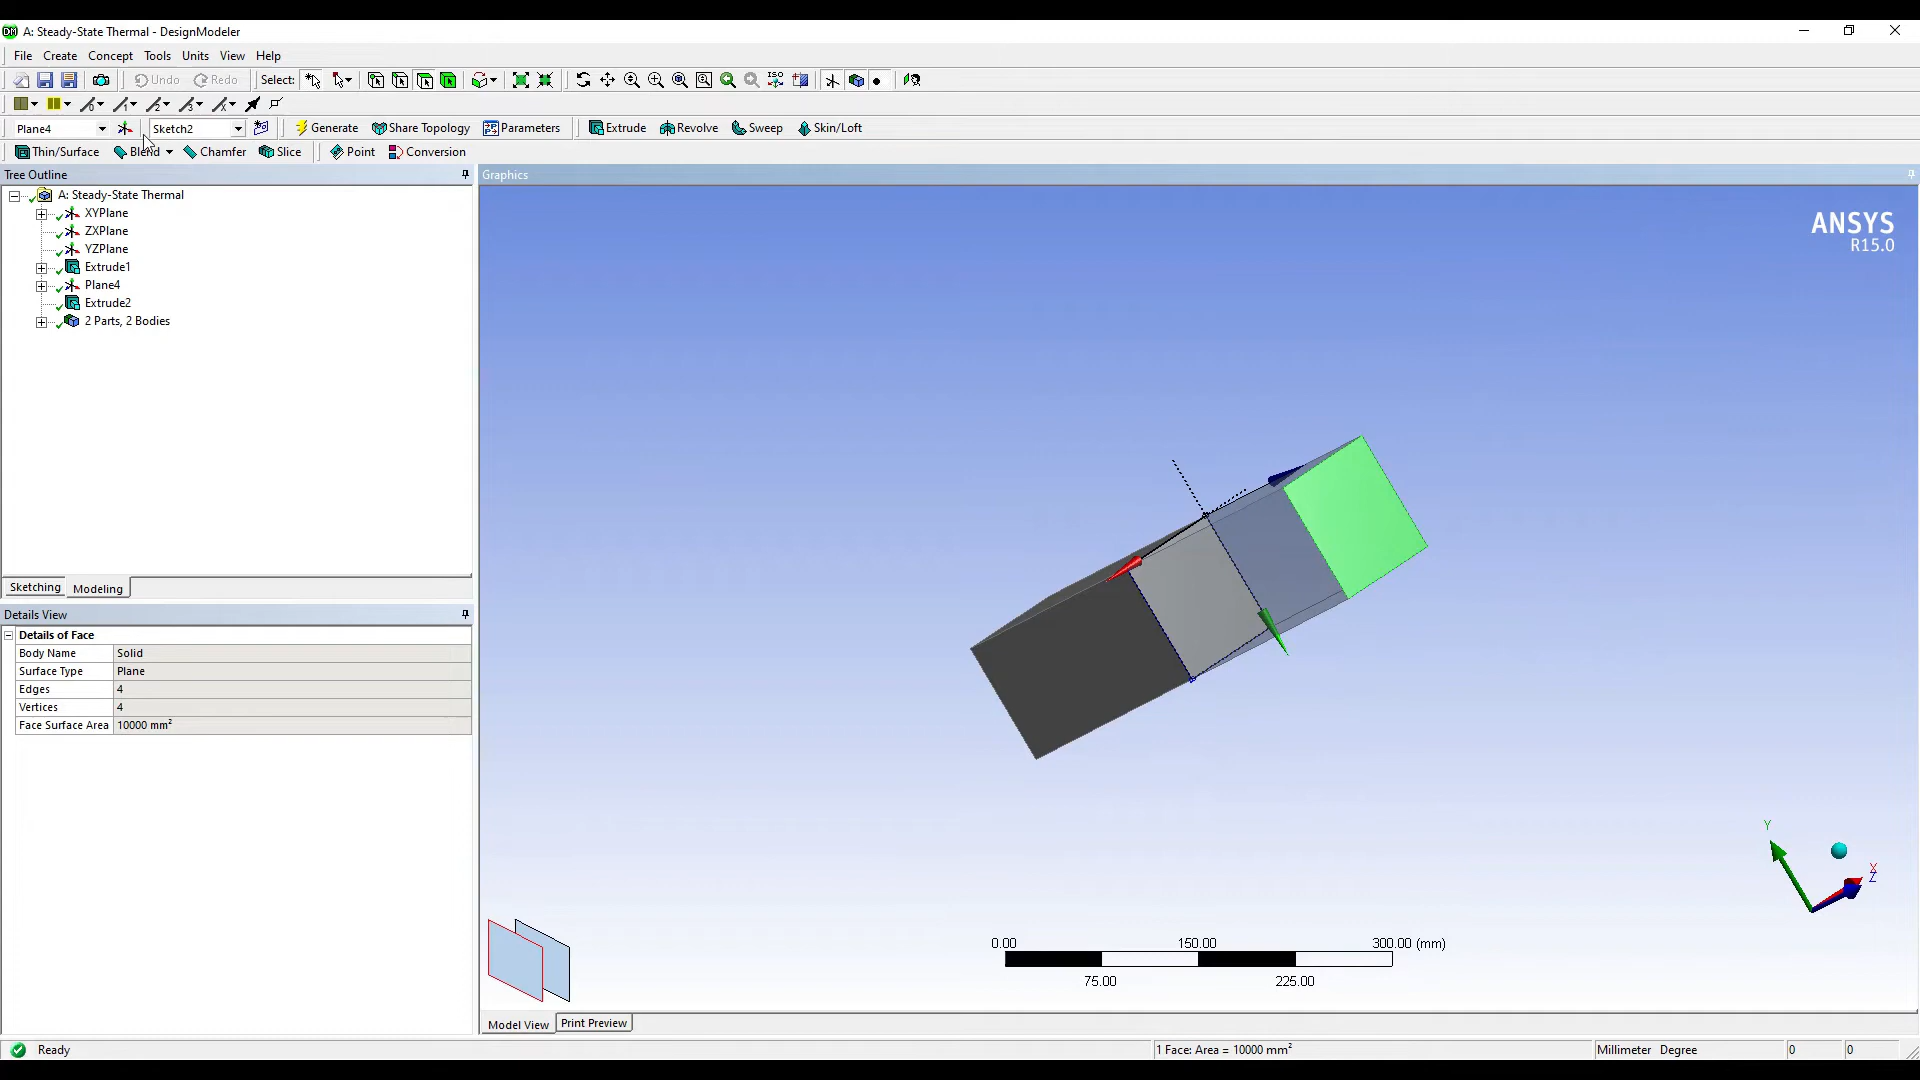 A: Steady-State Thermal - DesignModeler
File Create Concept Tools Units View Help
Undo Redo Select: ISO
Plane4 Sketch2 Generate Share Topology Parameters Extrude Revolve Sweep Skin/Loft
Thin/Surface Blend Chamfer Slice Point Conversion
Tree Outline
Graphics
A: Steady-State Thermal
XYPlane
ZXPlane
YZPlane
Extrude1
Plane4
Extrude2
2 Parts, 2 Bodies
Sketching Modeling
Details View
Details of Face
Body Name Solid
Surface Type Plane
Edges 4
Vertices 4
Face Surface Area 10000 mm²
ANSYS
R15.0
Y
X
Z
0.00 150.00 300.00 (mm)
75.00 225.00
Model View Print Preview
Ready 1 Face: Area = 10000 mm² Millimeter Degree 0 0